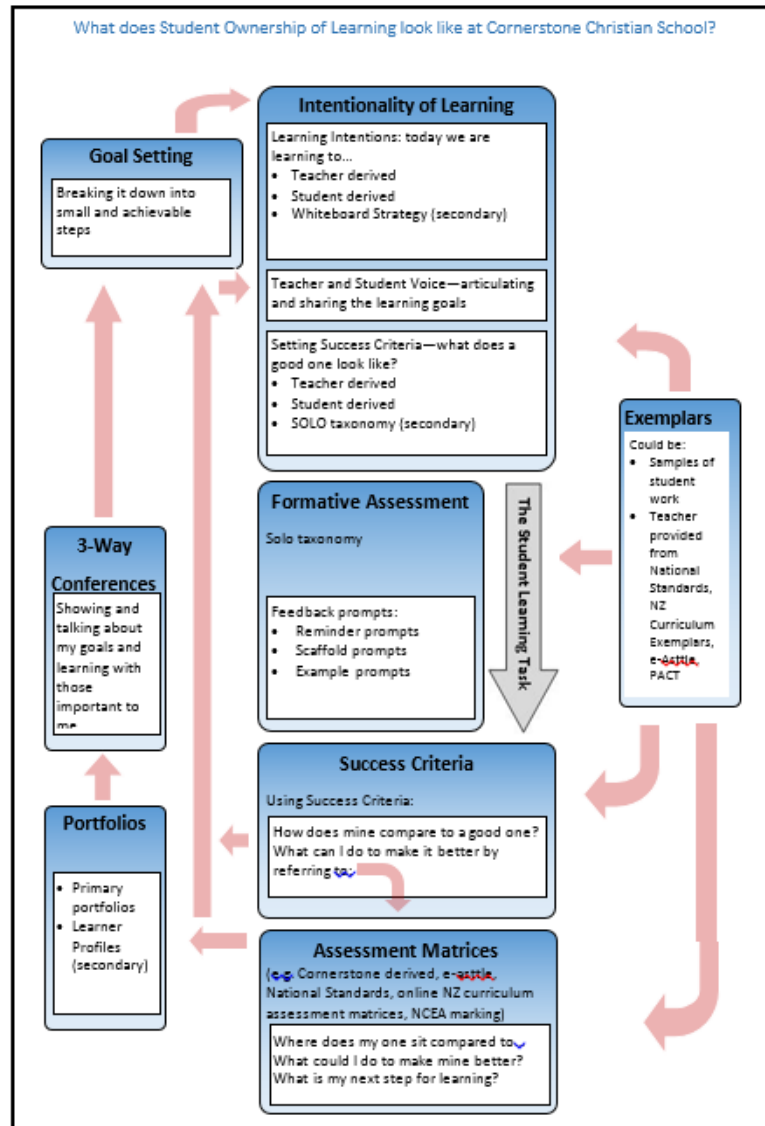 What does Student Ownership of Learning look like at Cornerstone Christian School?
Intentionality of Learning
Learning Intentions: today we are
learning to...
• Teacher derived
• Student derived
• Whiteboard Strategy (secondary)
Teacher and Student Voice—articulating
and sharing the learning goals
Setting Success Criteria—what does a
good one look like?
• Teacher derived
• Student derived
• SOLO taxonomy (secondary)
Goal Setting
Breaking it down into
small and achievable
steps
Exemplars
Could be:
• Samples of
student
work
• Teacher
provided
from
National
Standards,
NZ
Curriculum
Exemplars,
e-Asttle,
PACT
The Student Learning Task
Formative Assessment
Solo taxonomy
Feedback prompts:
• Reminder prompts
• Scaffold prompts
• Example prompts
3-Way
Conferences
Showing and
talking about
my goals and
learning with
those
important to
me
Success Criteria
Using Success Criteria:
How does mine compare to a good one?
What can I do to make it better by
referring to:
Portfolios
• Primary
portfolios
• Learner
Profiles
(secondary)
Assessment Matrices
(e.g. Cornerstone derived, e-asttle,
National Standards, online NZ curriculum
assessment matrices, NCEA marking)
Where does my one sit compared to
What could I do to make mine better?
What is my next step for learning?